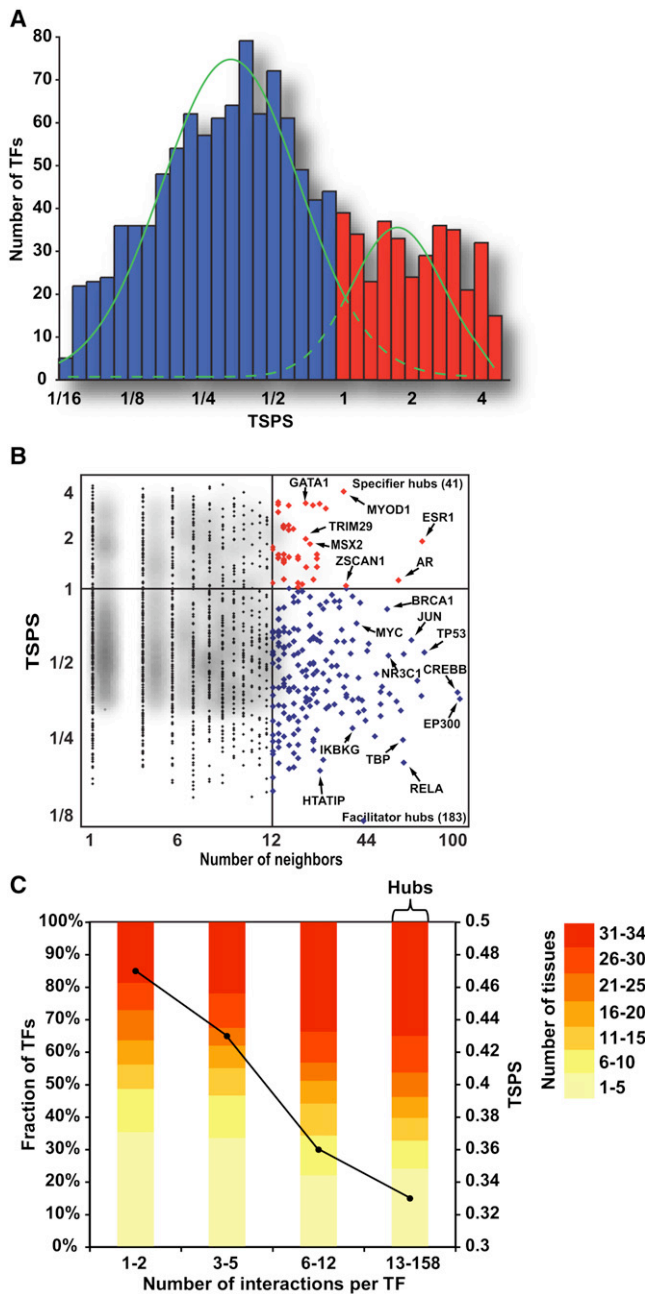 A
80
70
60
50
40
30
20
10
0
Number of TFs
1/16 1/8 1/4 1/2 1 2 4
TSPS
B
4
2
1
1/2
1/4
1/8
TSPS
GATA1
Specifier hubs (41)
MYOD1
TRIM29
ESR1
MSX2
ZSCAN1
AR
BRCA1
JUN
MYC
TP53
NR3C1
CREBB
EP300
IKBKG
TBP
RELA
HTATIP
Facilitator hubs (183)
1 6 12 44 100
Number of neighbors
C
Hubs
100%
90%
80%
70%
60%
50%
40%
30%
20%
10%
0%
Fraction of TFs
0.5
0.48
0.46
0.44
0.42
0.4
0.38
0.36
0.34
0.32
0.3
TSPS
Number of tissues
31-34
26-30
21-25
16-20
11-15
6-10
1-5
1-2 3-5 6-12 13-158
Number of interactions per TF